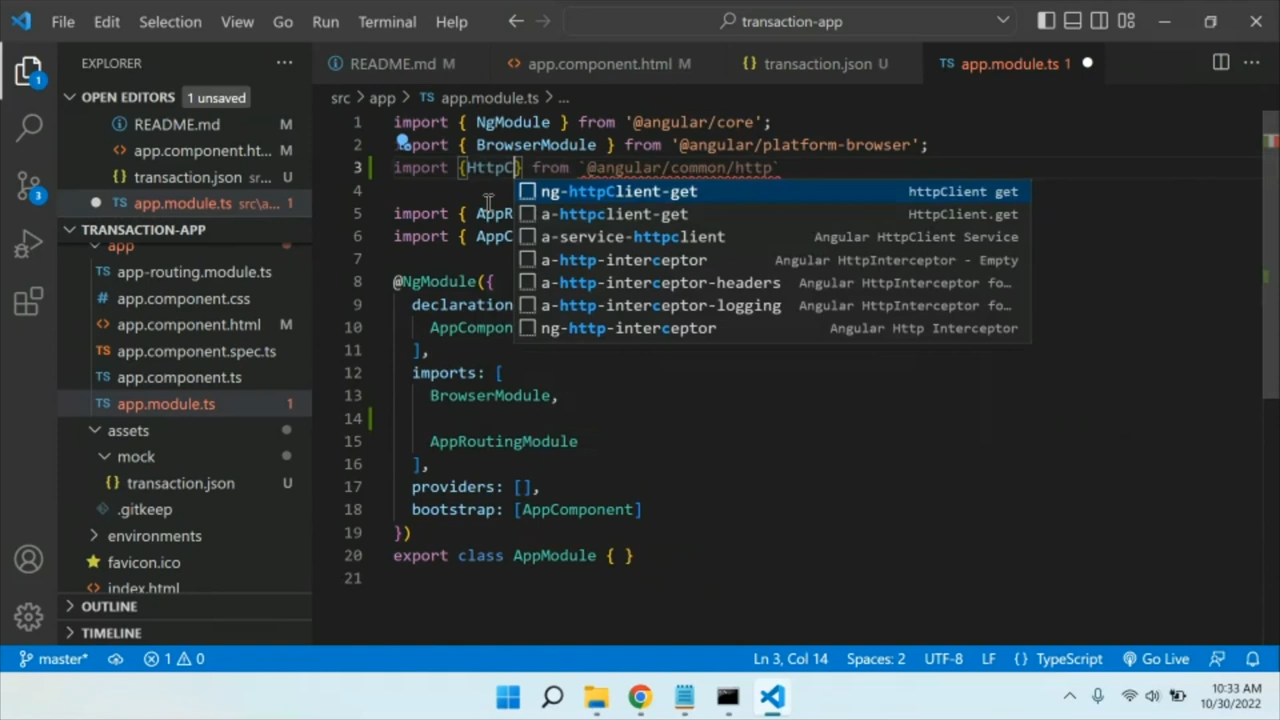 File Edit Selection View Go Run Terminal Help transaction-app
EXPLORER
README.md M app.component.html M transaction.json U TS app.module.ts 1
OPEN EDITORS 1 unsaved
README.md M
app.component.ht... M
transaction.json sr... U
TS app.module.ts src\a... 1
TRANSACTION-APP
app
TS app-routing.module.ts
# app.component.css
app.component.html M
TS app.component.spec.ts
TS app.component.ts
TS app.module.ts 1
assets
mock
transaction.json U
.gitkeep
environments
favicon.ico
index.html
OUTLINE
TIMELINE
src > app > TS app.module.ts > ...
1 import { NgModule } from '@angular/core';
2 import { BrowserModule } from '@angular/platform-browser';
3 import {HttpC} from `@angular/common/http`
4
5 import { AppR
6 import { AppC
7
8 @NgModule({
9 declaration
10 AppCompon
11 ],
12 imports: [
13 BrowserModule,
14
15 AppRoutingModule
16 ],
17 providers: [],
18 bootstrap: [AppComponent]
19 })
20 export class AppModule { }
21
ng-httpClient-get httpClient get
a-httpclient-get HttpClient.get
a-service-httpclient Angular HttpClient Service
a-http-interceptor Angular HttpInterceptor - Empty
a-http-interceptor-headers Angular HttpInterceptor fo...
a-http-interceptor-logging Angular HttpInterceptor fo...
ng-http-interceptor Angular Http Interceptor
1
3
master* 1 0 Ln 3, Col 14 Spaces: 2 UTF-8 LF {} TypeScript Go Live
10:33 AM
10/30/2022